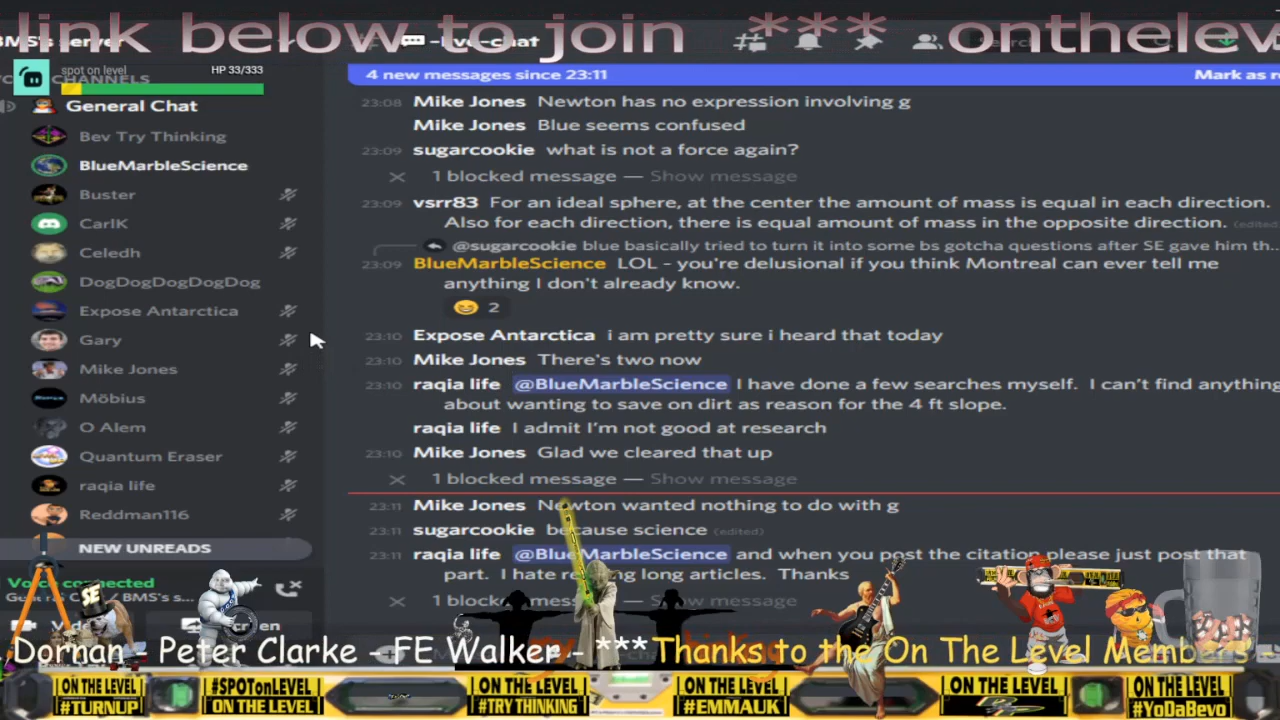 link below to join *** onthelev
BMS's server
-live-chat
spot on level
HP 33/333
CHANNELS
4 new messages since 23:11
Mark as r
General Chat
Bev Try Thinking
BlueMarbleScience
Buster
CarlK
Celedh
DogDogDogDogDog
Expose Antarctica
Gary
Mike Jones
Möbius
O Alem
Quantum Eraser
raqia life
Reddman116
NEW UNREADS
Voice connected
BMS's s...
23:08 Mike Jones Newton has no expression involving g
Mike Jones Blue seems confused
23:09 sugarcookie what is not a force again?
1 blocked message — Show message
23:09 vsrr83 For an ideal sphere, at the center the amount of mass is equal in each direction.
Also for each direction, there is equal amount of mass in the opposite direction. (edited
@sugarcookie blue basically tried to turn it into some bs gotcha questions after SE gave him th...
23:09 BlueMarbleScience LOL - you're delusional if you think Montreal can ever tell me
anything I don't already know.
2
23:10 Expose Antarctica i am pretty sure i heard that today
23:10 Mike Jones There's two now
23:10 raqia life @BlueMarbleScience I have done a few searches myself. I can't find anything
about wanting to save on dirt as reason for the 4 ft slope.
raqia life I admit I'm not good at research
23:10 Mike Jones Glad we cleared that up
1 blocked message — Show message
23:11 Mike Jones Newton wanted nothing to do with g
23:11 sugarcookie because science (edited)
23:11 raqia life @BlueMarbleScience and when you post the citation please just post that
part. I hate reading long articles. Thanks
1 blocked message — Show message
SE
Dornan - Peter Clarke - FE Walker - *** Thanks to the On The Level Members -
ON THE LEVEL
#TURNUP
#SPOTonLEVEL
ON THE LEVEL
ON THE LEVEL
#TRY THINKING
ON THE LEVEL
#EMMAUK
ON THE LEVEL
ON THE LEVEL
#YoDaBevo